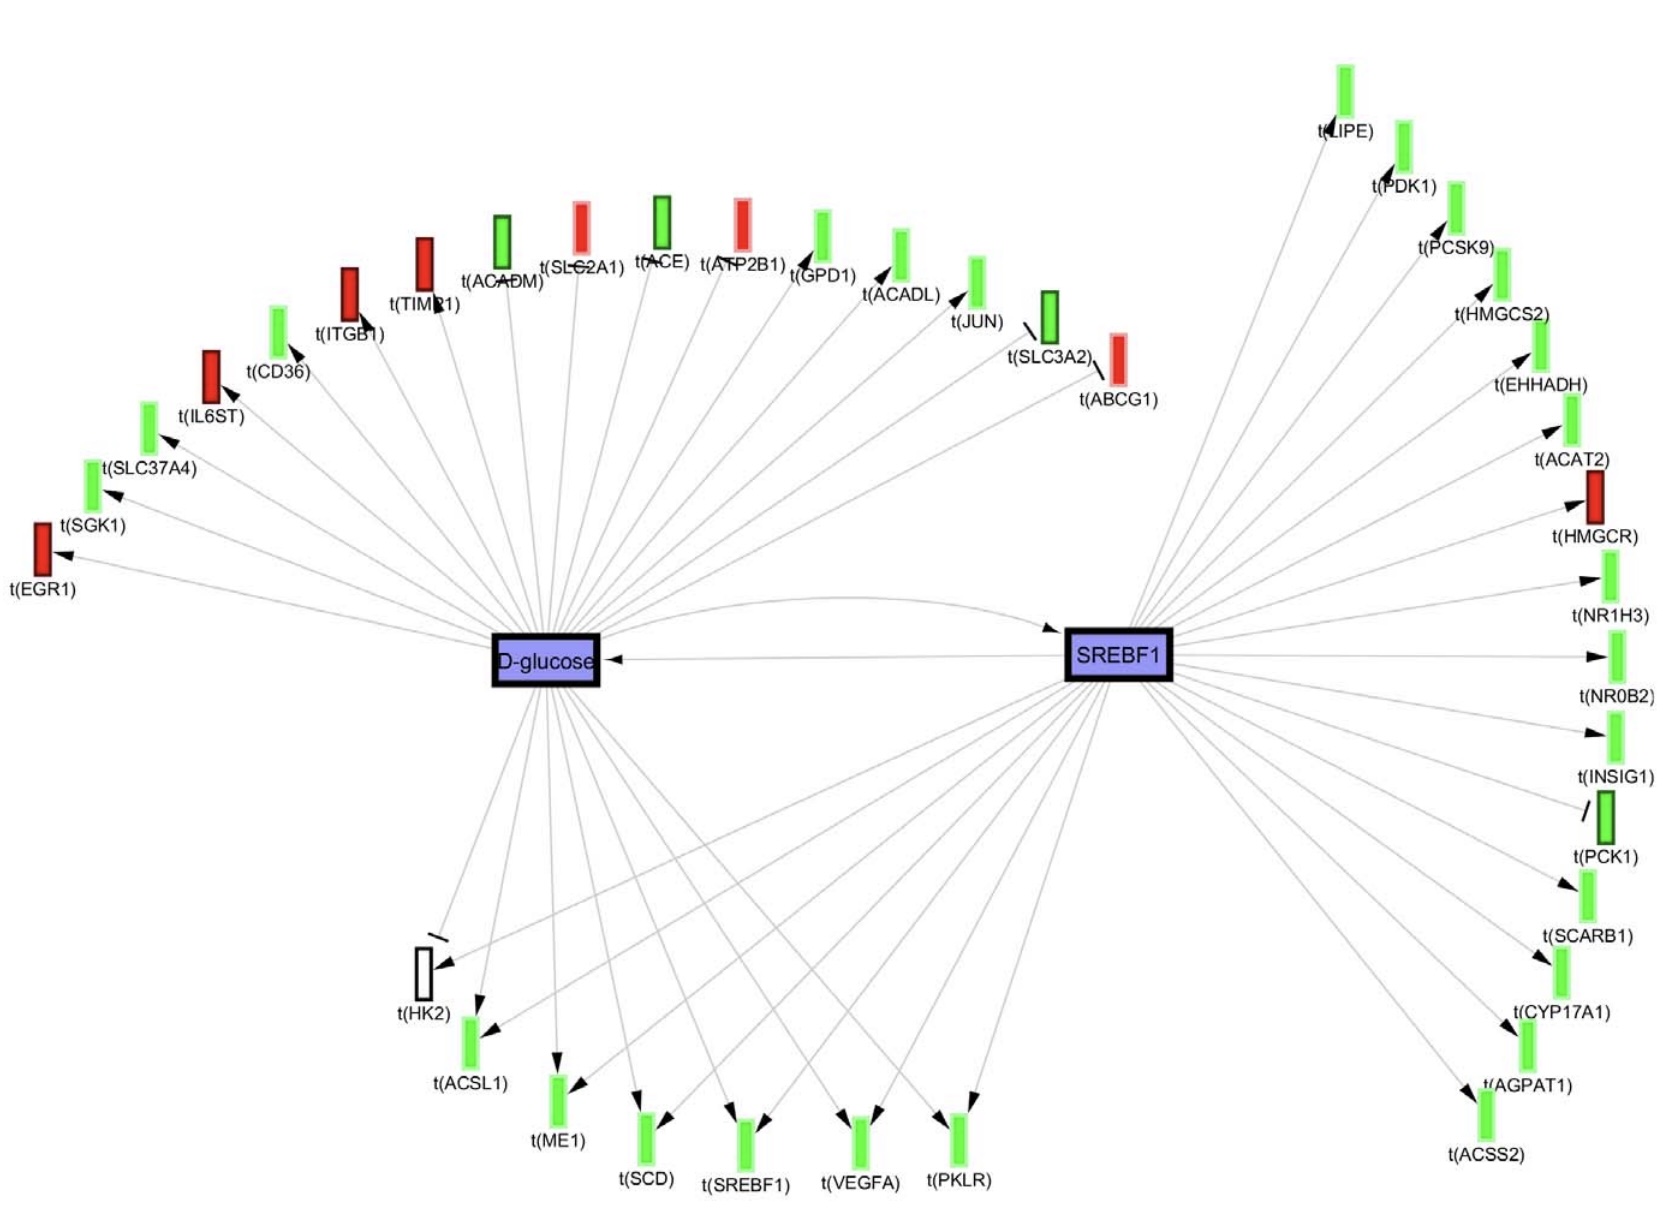 t(LIPE)
t(PDK1)
t(PCSK9)
t(HMGCS2)
t(EHHADH)
t(ACAT2)
t(HMGCR)
t(NR1H3)
t(NR0B2)
t(INSIG1)
t(PCK1)
t(SCARB1)
t(CYP17A1)
t(AGPAT1)
t(ACSS2)
t(EGR1)
t(SGK1)
t(SLC37A4)
t(IL6ST)
t(CD36)
t(ITGB1)
t(TIMP1)
t(ACADM)
t(SLC2A1)
t(ACE)
t(ATP2B1)
t(GPD1)
t(ACADL)
t(JUN)
t(SLC3A2)
t(ABCG1)
D-glucose
SREBF1
t(HK2)
t(ACSL1)
t(ME1)
t(SCD)
t(SREBF1)
t(VEGFA)
t(PKLR)